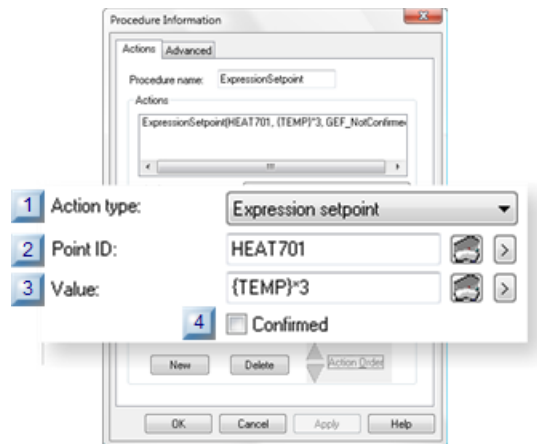 Procedure Information
Actions Advanced
Procedure name: ExpressionSetpoint
Actions
ExpressionSetpoint(HEAT701, {TEMP}*3, GEF_NotConfirme
1 Action type: Expression setpoint
2 Point ID: HEAT701
3 Value: {TEMP}*3
4 Confirmed
New Delete Action Order
OK Cancel Apply Help